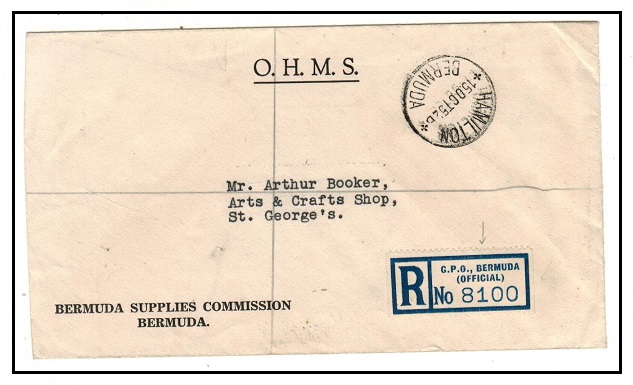 O. H. M. S.
* HAMILTON *
15 OCT 52
BERMUDA
Mr. Arthur Booker,
Arts & Crafts Shop,
St. George's.
R
G.P.O., BERMUDA
(OFFICIAL)
No 8100
BERMUDA SUPPLIES COMMISSION
BERMUDA.